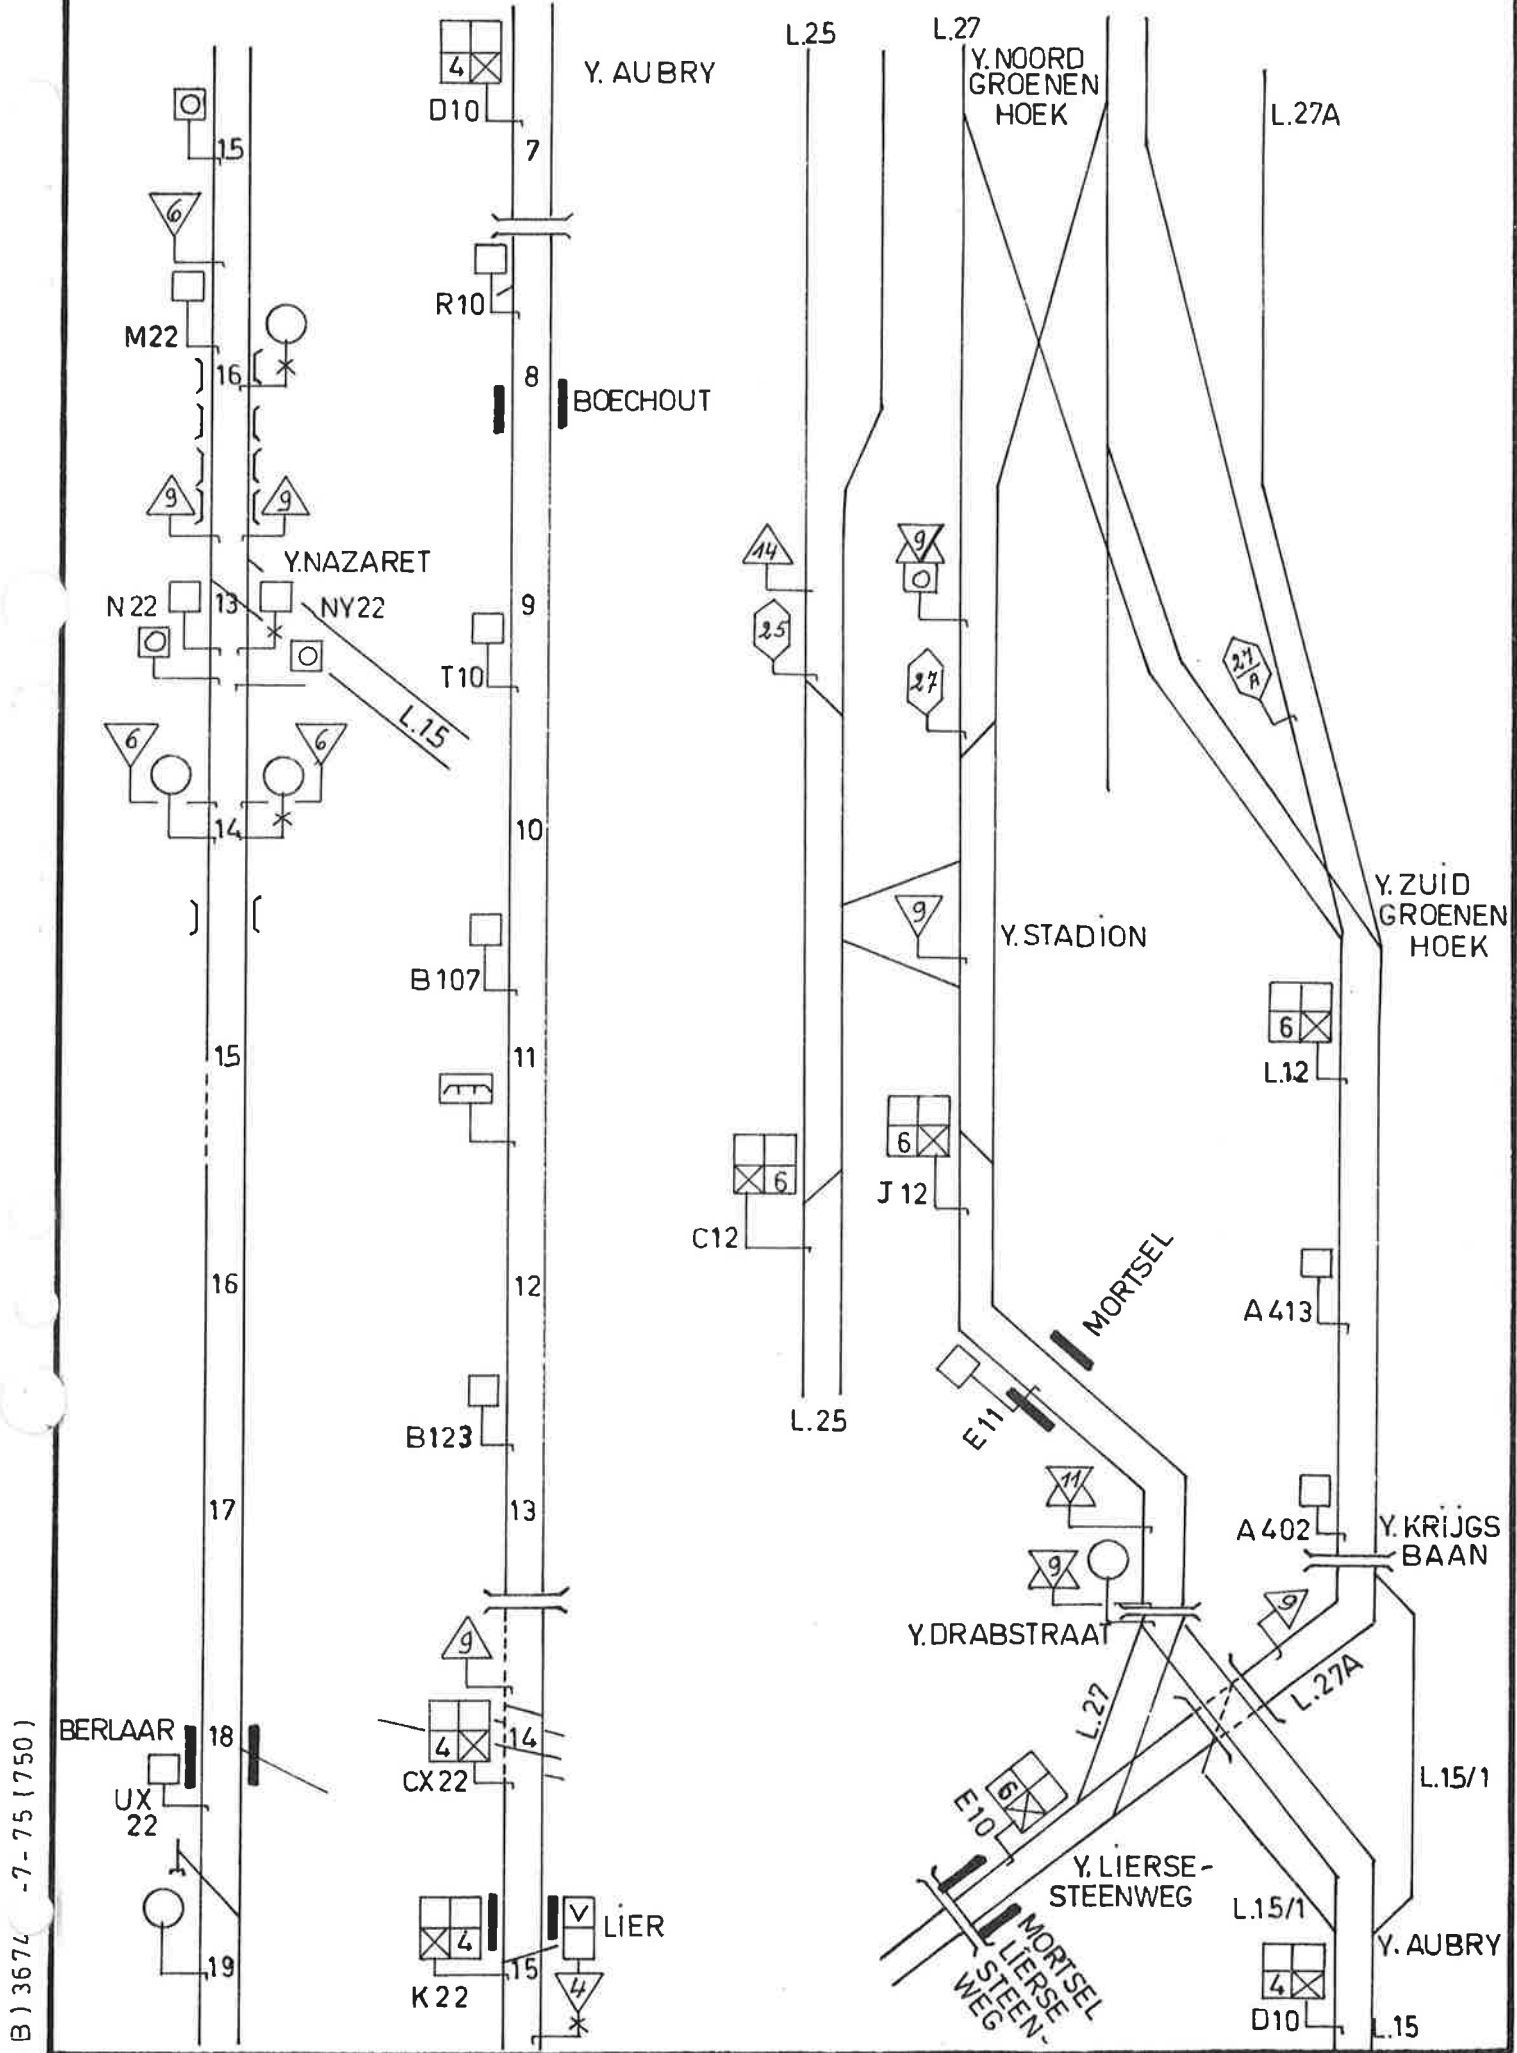 15
6
M22
16
9
9
Y.NAZARET
N22
13
NY22
L.15
6
6
14
15
16
17
BERLAAR
18
UX
22
19
B)3674
-7-75(750)
4
D10
Y. AUBRY
7
R10
8
BOECHOUT
9
T10
10
B107
11
12
B123
13
9
4
CX22
14
4
K22
15
V
LIER
4
L.25
14
25
6
C12
L.25
L.27
Y.NOORD
GROENEN
HOEK
9
27
9
Y.STADION
6
J12
MORTSEL
E11
11
9
Y.DRABSTRAAT
L.27
L.27A
27
A
Y.ZUID
GROENEN
HOEK
6
L.12
A413
A402
Y.KRIJGS
BAAN
9
L.27A
L.15/1
6
E10
Y.LIERSE-
STEENWEG
MORTSEL
LIERSE
STEEN-
WEG
L.15/1
Y.AUBRY
4
D10
L.15